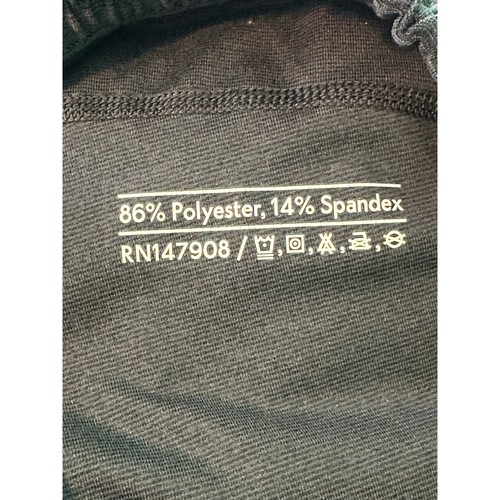 86% Polyester, 14% Spandex
RN147908 / , , , ,